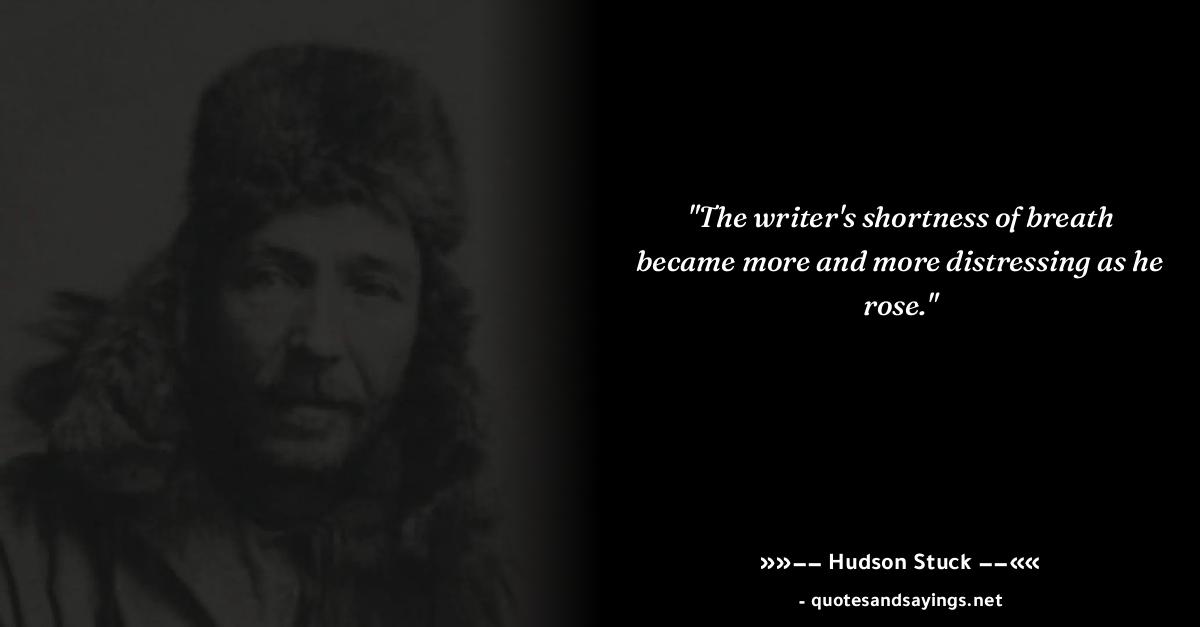 "The writer's shortness of breath
became more and more distressing as he
rose."
»»–– Hudson Stuck ––««
- quotesandsayings.net